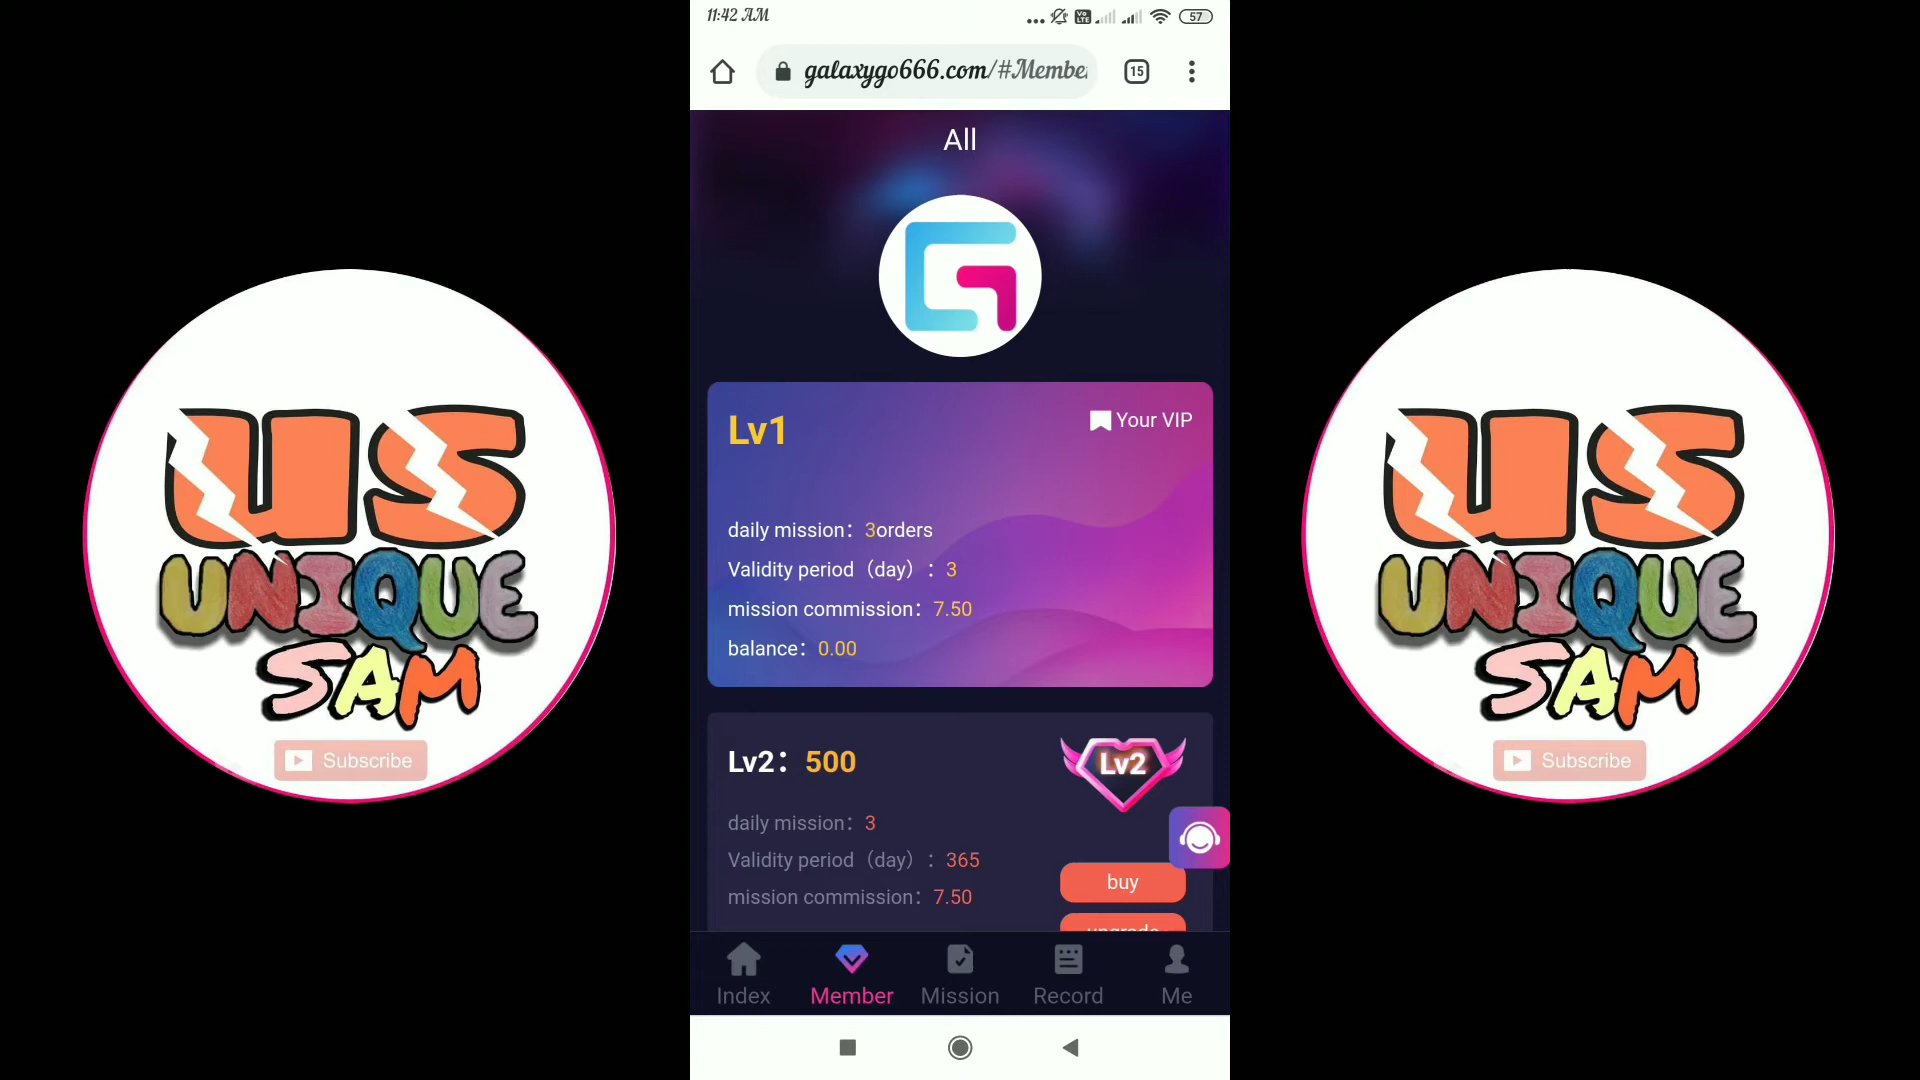 11:42 AM
57
galaxygo666.com/#Membe
15
All
Lv1
Your VIP
daily mission：3orders
Validity period（day）：3
mission commission：7.50
balance：0.00
Lv2：500
Lv2
daily mission：3
Validity period（day）：365
mission commission：7.50
buy
upgrade
Index
Member
Mission
Record
Me
US
UNIQUE
SAM
Subscribe
US
UNIQUE
SAM
Subscribe